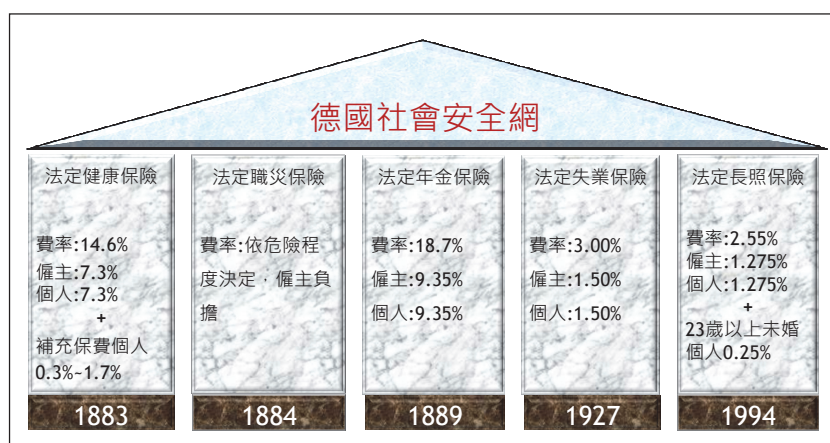 德國社會安全網
法定健康保險
費率:14.6%
僱主:7.3%
個人:7.3%
+
補充保費個人
0.3%~1.7%
1883
法定職災保險
費率:依危險程
度決定，僱主負
擔
1884
法定年金保險
費率:18.7%
僱主:9.35%
個人:9.35%
1889
法定失業保險
費率:3.00%
僱主:1.50%
個人:1.50%
1927
法定長照保險
費率:2.55%
僱主:1.275%
個人:1.275%
+
23歲以上未婚
個人0.25%
1994